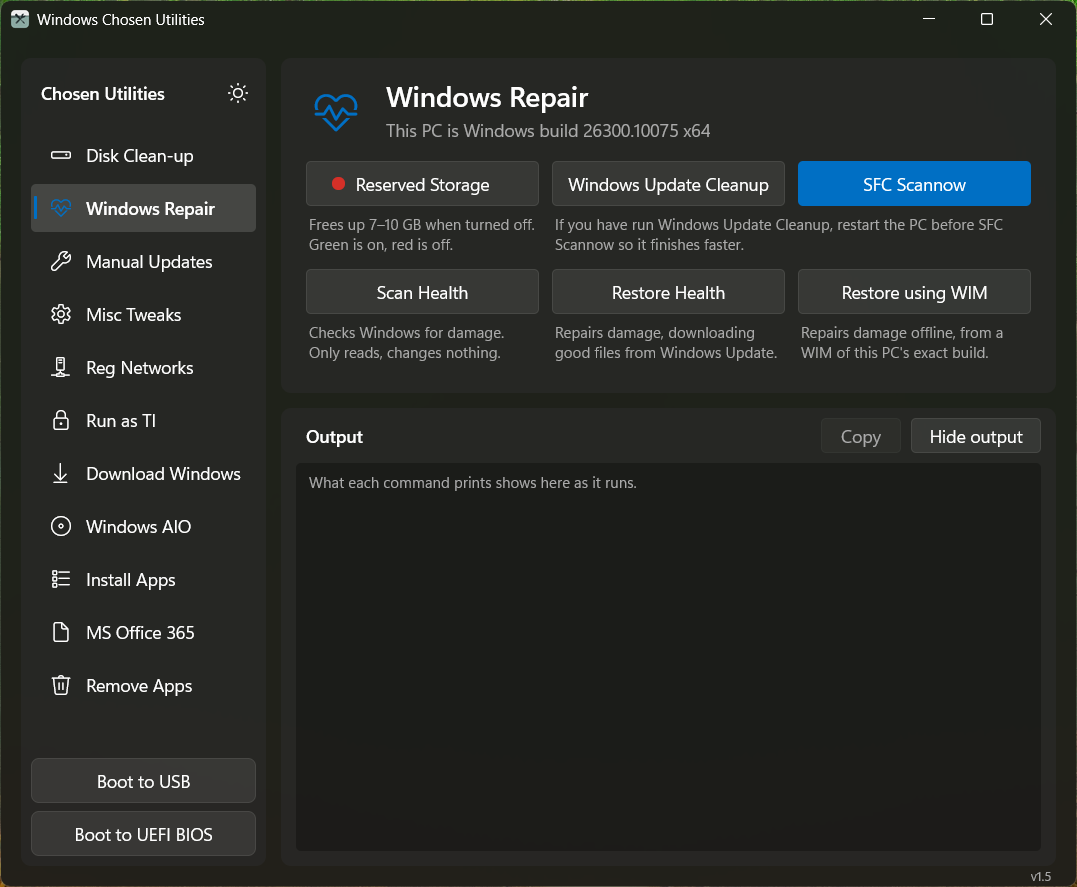 Windows Chosen Utilities
Chosen Utilities
Disk Clean-up
Windows Repair
Manual Updates
Misc Tweaks
Reg Networks
Run as TI
Download Windows
Windows AIO
Install Apps
MS Office 365
Remove Apps
Boot to USB
Boot to UEFI BIOS
Windows Repair
This PC is Windows build 26300.10075 x64
Reserved Storage
Windows Update Cleanup
SFC Scannow
Frees up 7–10 GB when turned off.
Green is on, red is off.
If you have run Windows Update Cleanup, restart the PC before SFC
Scannow so it finishes faster.
Scan Health
Restore Health
Restore using WIM
Checks Windows for damage.
Only reads, changes nothing.
Repairs damage, downloading
good files from Windows Update.
Repairs damage offline, from a
WIM of this PC's exact build.
Output
Copy
Hide output
What each command prints shows here as it runs.
v1.5